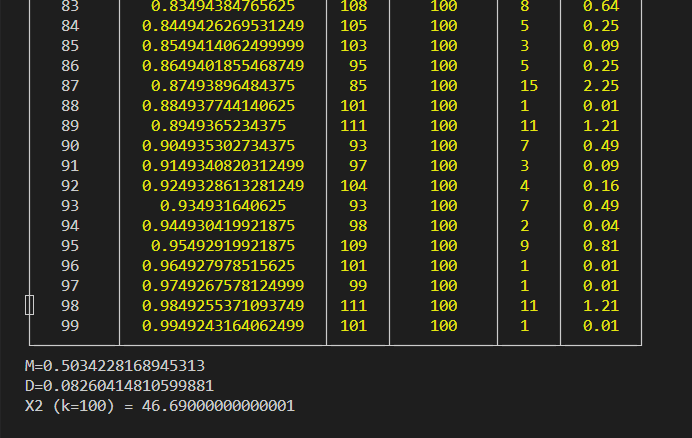 83 0.83494384765625 108 100 8 0.64
84 0.8449426269531249 105 100 5 0.25
85 0.8549414062499999 103 100 3 0.09
86 0.8649401855468749 95 100 5 0.25
87 0.87493896484375 85 100 15 2.25
88 0.884937744140625 101 100 1 0.01
89 0.8949365234375 111 100 11 1.21
90 0.904935302734375 93 100 7 0.49
91 0.9149340820312499 97 100 3 0.09
92 0.9249328613281249 104 100 4 0.16
93 0.934931640625 93 100 7 0.49
94 0.944930419921875 98 100 2 0.04
95 0.95492919921875 109 100 9 0.81
96 0.964927978515625 101 100 1 0.01
97 0.9749267578124999 99 100 1 0.01
98 0.9849255371093749 111 100 11 1.21
99 0.9949243164062499 101 100 1 0.01
M=0.5034228168945313
D=0.08260414810599881
X2 (k=100) = 46.69000000000001